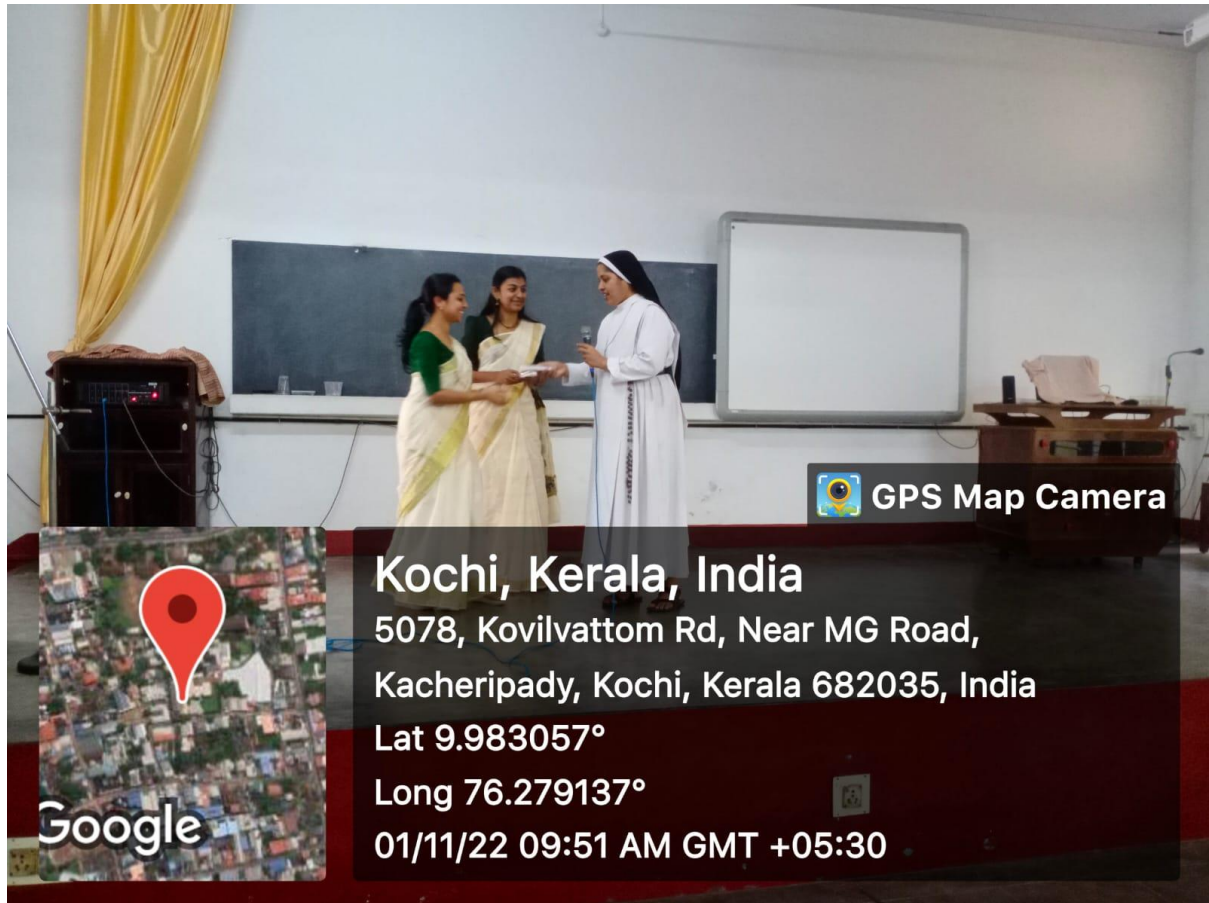 GPS Map Camera
Kochi, Kerala, India
5078, Kovilvattom Rd, Near MG Road,
Kacheripady, Kochi, Kerala 682035, India
Lat 9.983057°
Long 76.279137°
01/11/22 09:51 AM GMT +05:30
Google